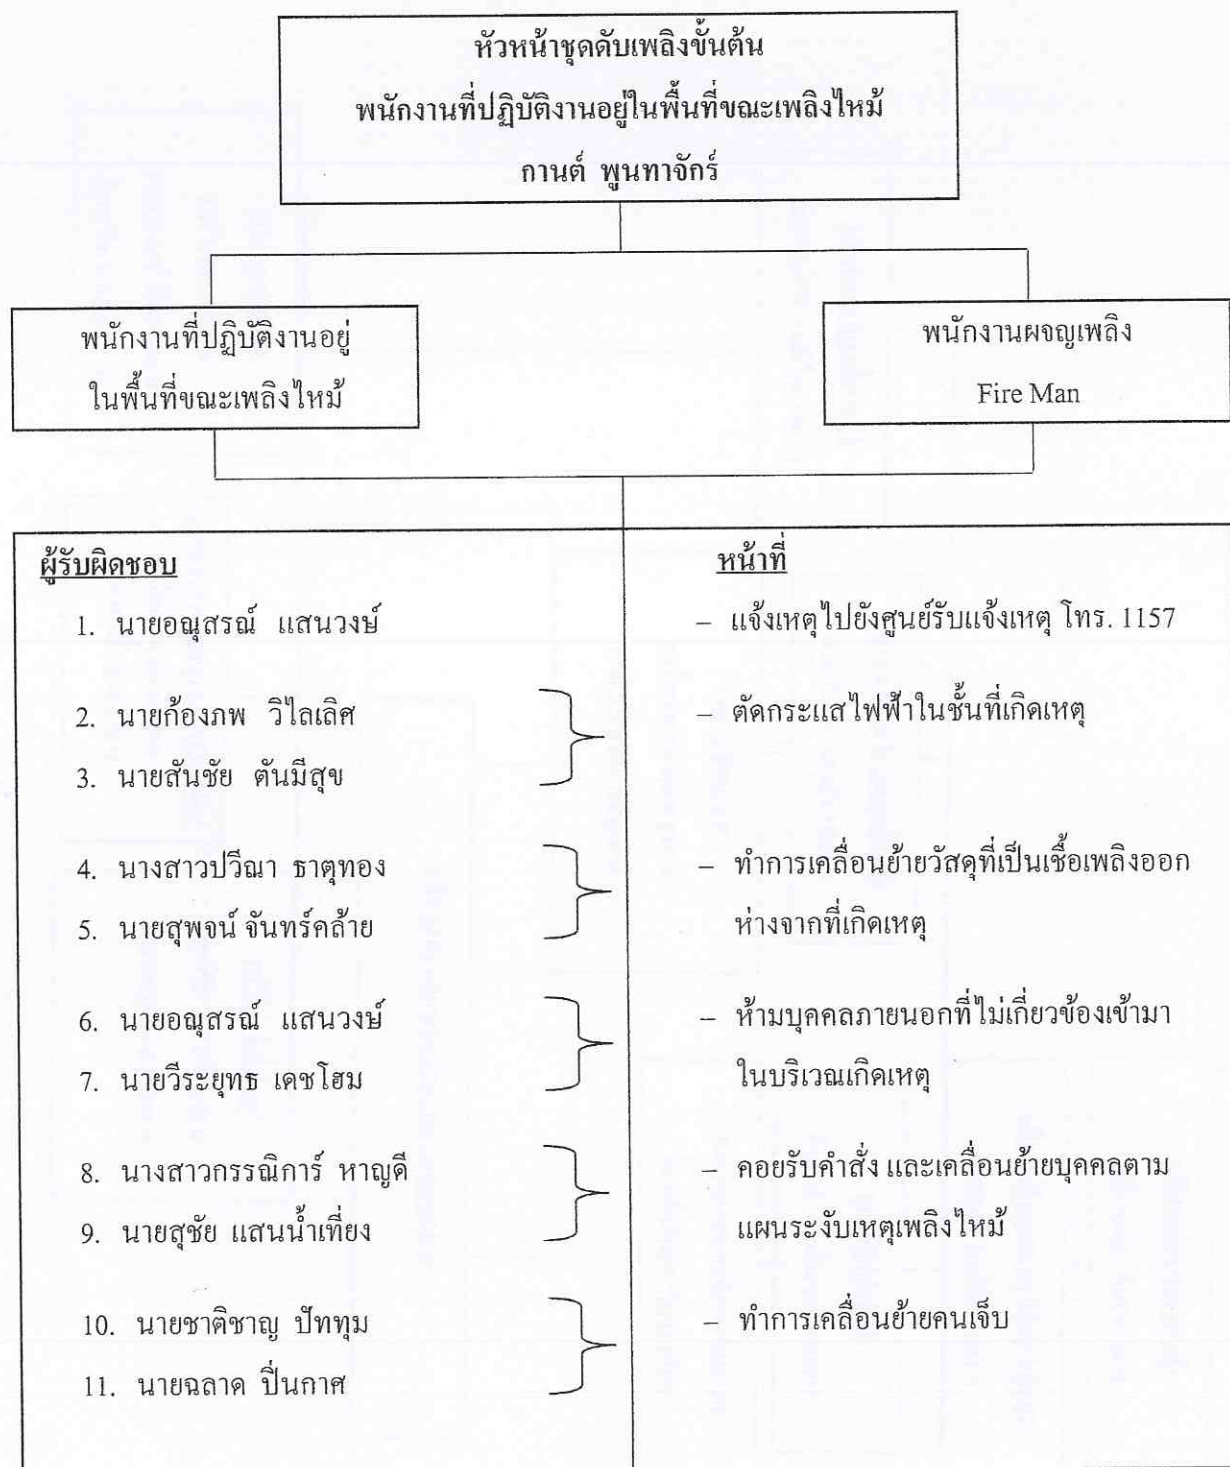 หัวหน้าชุดดับเพลิงขั้นต้น
พนักงานที่ปฏิบัติงานอยู่ในพื้นที่ขณะเพลิงไหม้
กานต์ พูนทาจักร์
พนักงานที่ปฏิบัติงานอยู่
ในพื้นที่ขณะเพลิงไหม้
พนักงานผจญเพลิง
Fire Man
ผู้รับผิดชอบ
1. นายอณุสรณ์ แสนวงษ์
2. นายก้องภพ วิไลเลิศ
3. นายสันชัย ตันมีสุข
4. นางสาวปวีณา ธาตุทอง
5. นายสุพจน์ จันทร์คล้าย
6. นายอณุสรณ์ แสนวงษ์
7. นายวีระยุทธ เดชโฮม
8. นางสาวกรรณิการ์ หาญดี
9. นายสุชัย แสนน้ำเที่ยง
10. นายชาติชาญ ปัททุม
11. นายฉลาด ปิ่นกาศ
หน้าที่
– แจ้งเหตุไปยังศูนย์รับแจ้งเหตุ โทร. 1157
– ตัดกระแสไฟฟ้าในชั้นที่เกิดเหตุ
– ทำการเคลื่อนย้ายวัสดุที่เป็นเชื้อเพลิงออก
ห่างจากที่เกิดเหตุ
– ห้ามบุคคลภายนอกที่ไม่เกี่ยวข้องเข้ามา
ในบริเวณเกิดเหตุ
– คอยรับคำสั่ง และเคลื่อนย้ายบุคคลตาม
แผนระงับเหตุเพลิงไหม้
– ทำการเคลื่อนย้ายคนเจ็บ